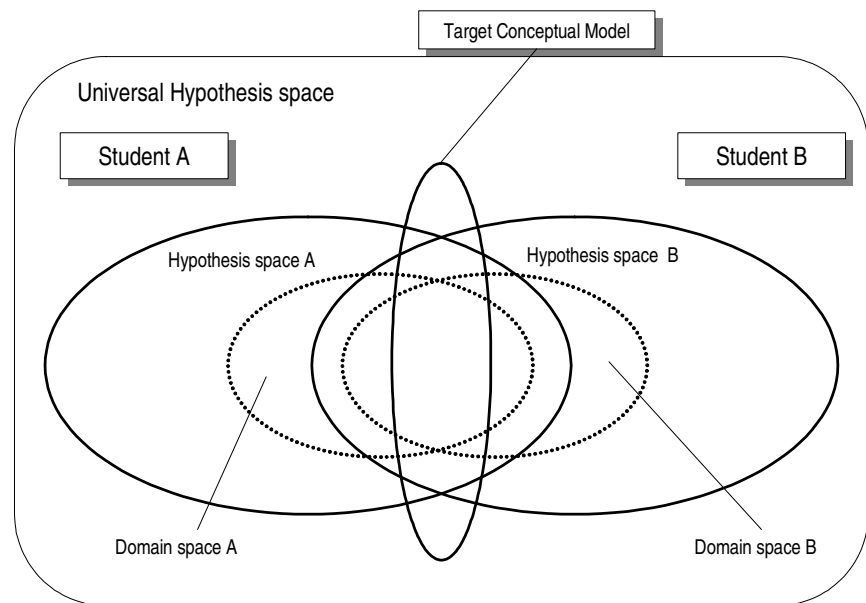 Target Conceptual Model
Universal Hypothesis space
Student A
Student B
Hypothesis space A
Hypothesis space B
Domain space A
Domain space B